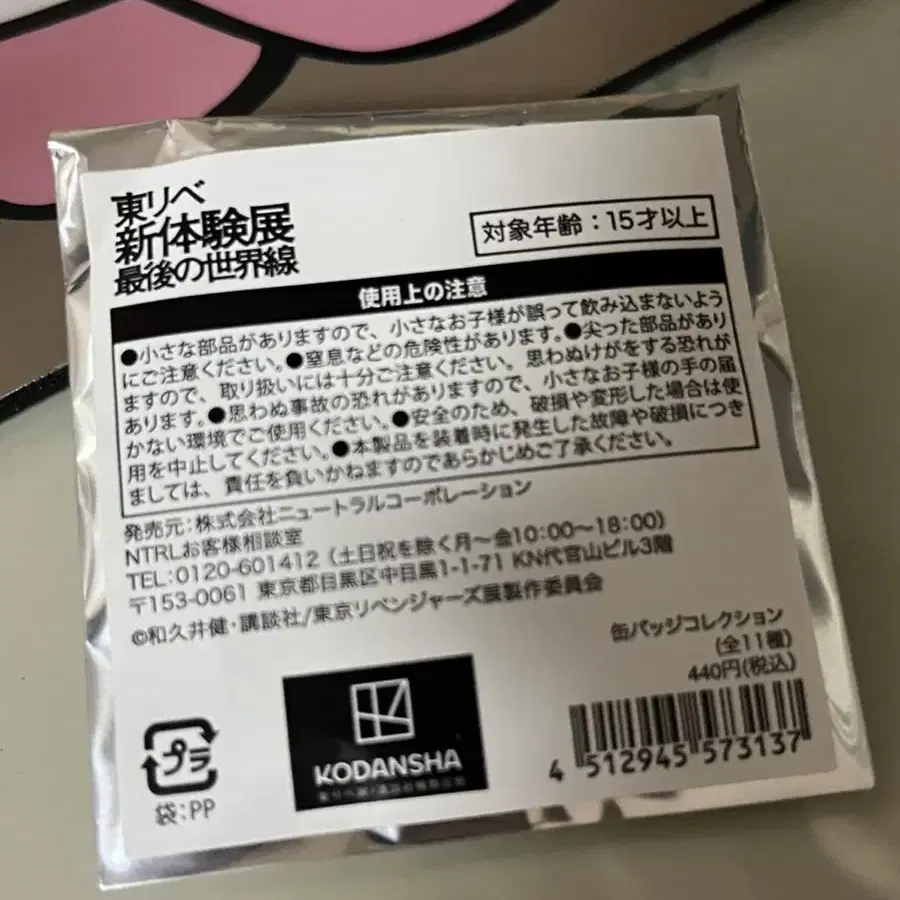 東リベ
新体験展
最後の世界線
対象年齢：15才以上
使用上の注意
●小さな部品がありますので、小さなお子様が誤って飲み込まないよう
にご注意ください。●窒息などの危険性があります。●尖った部品があり
ますので、取り扱いには十分ご注意ください。思わぬけがをする恐れが
あります。●思わぬ事故の恐れがありますので、小さなお子様の手の届
かない環境でご使用ください。●安全のため、破損や変形した場合は使
用を中止してください。●本製品を装着時に発生した故障や破損につき
ましては、責任を負いかねますのであらかじめご了承ください。
発売元：株式会社ニュートラルコーポレーション
NTRLお客様相談室
TEL：0120-601412（土日祝を除く月〜金10:00〜18:00）
〒153-0061 東京都目黒区中目黒1-1-71 KN代官山ビル3階
©和久井健・講談社/東京リベンジャーズ展製作委員会
缶バッジコレクション
(全11種)
440円(税込)
プラ
袋：PP
KODANSHA
4 512945 573137